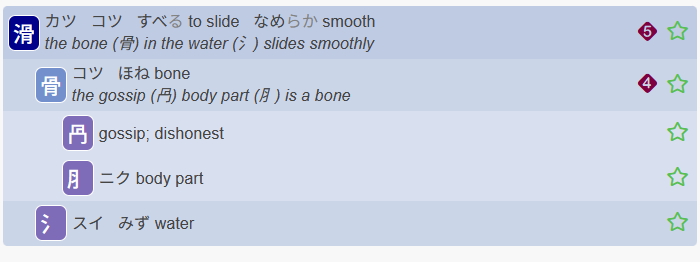 滑 カツ コツ すべる to slide なめらか smooth 5
the bone (骨) in the water (氵) slides smoothly
骨 コツ ほね bone 4
the gossip (咼) body part (⺼) is a bone
gossip; dishonest
⺼ ニク body part
氵 スイ みず water